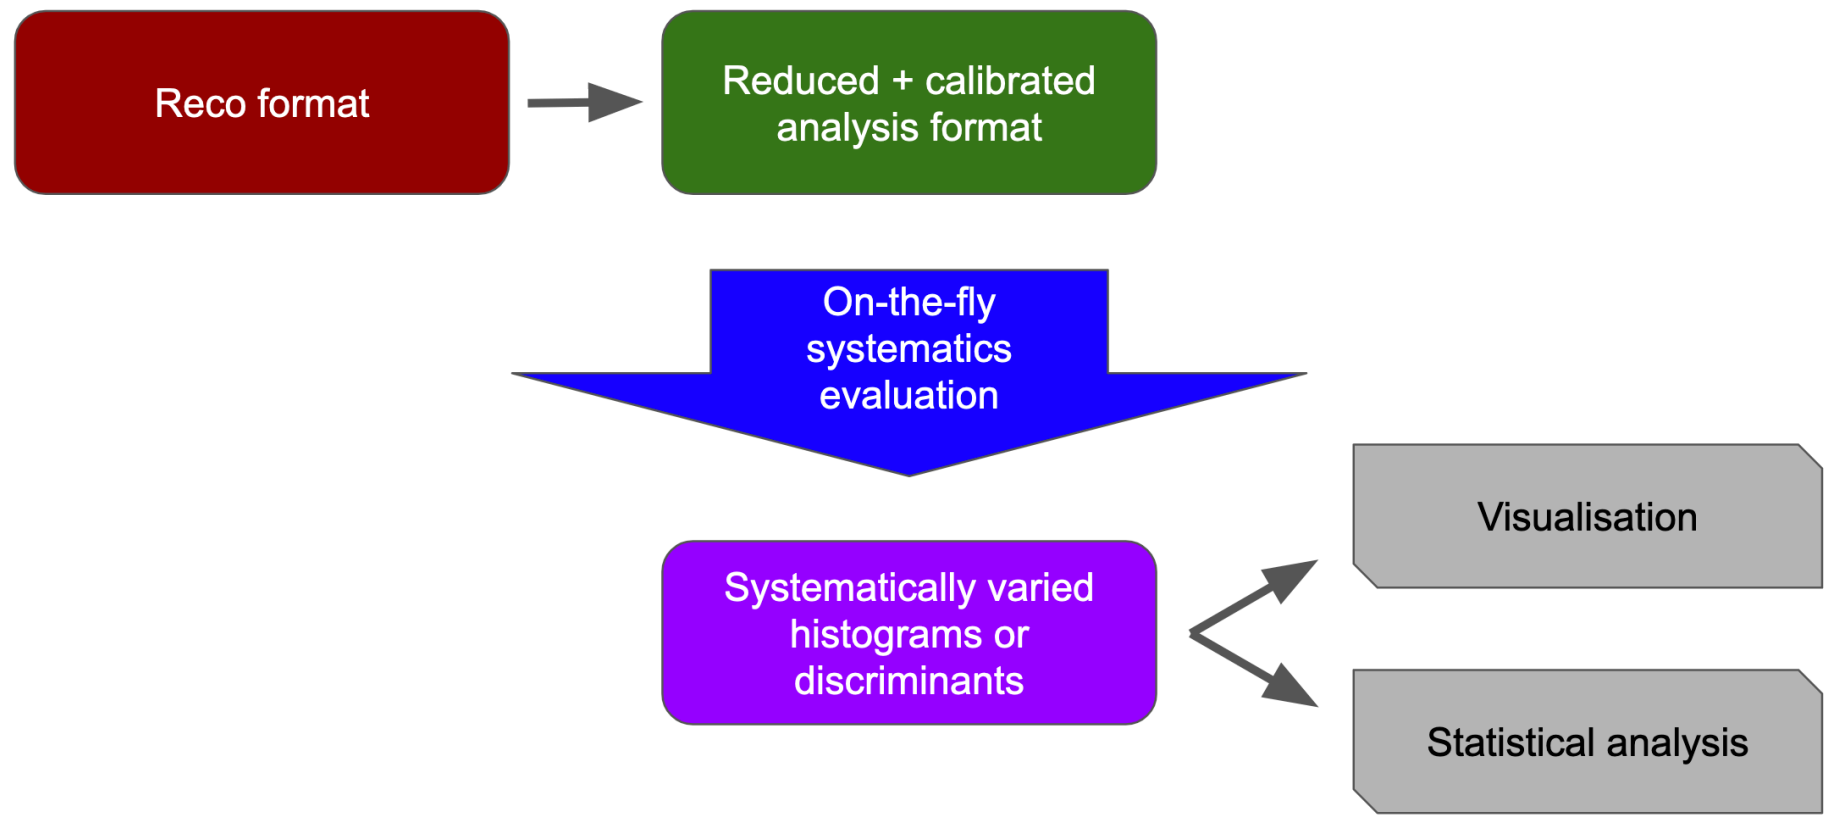 Reco format
Reduced + calibrated
analysis format
On-the-fly
systematics
evaluation
Systematically varied
histograms or
discriminants
Visualisation
Statistical analysis